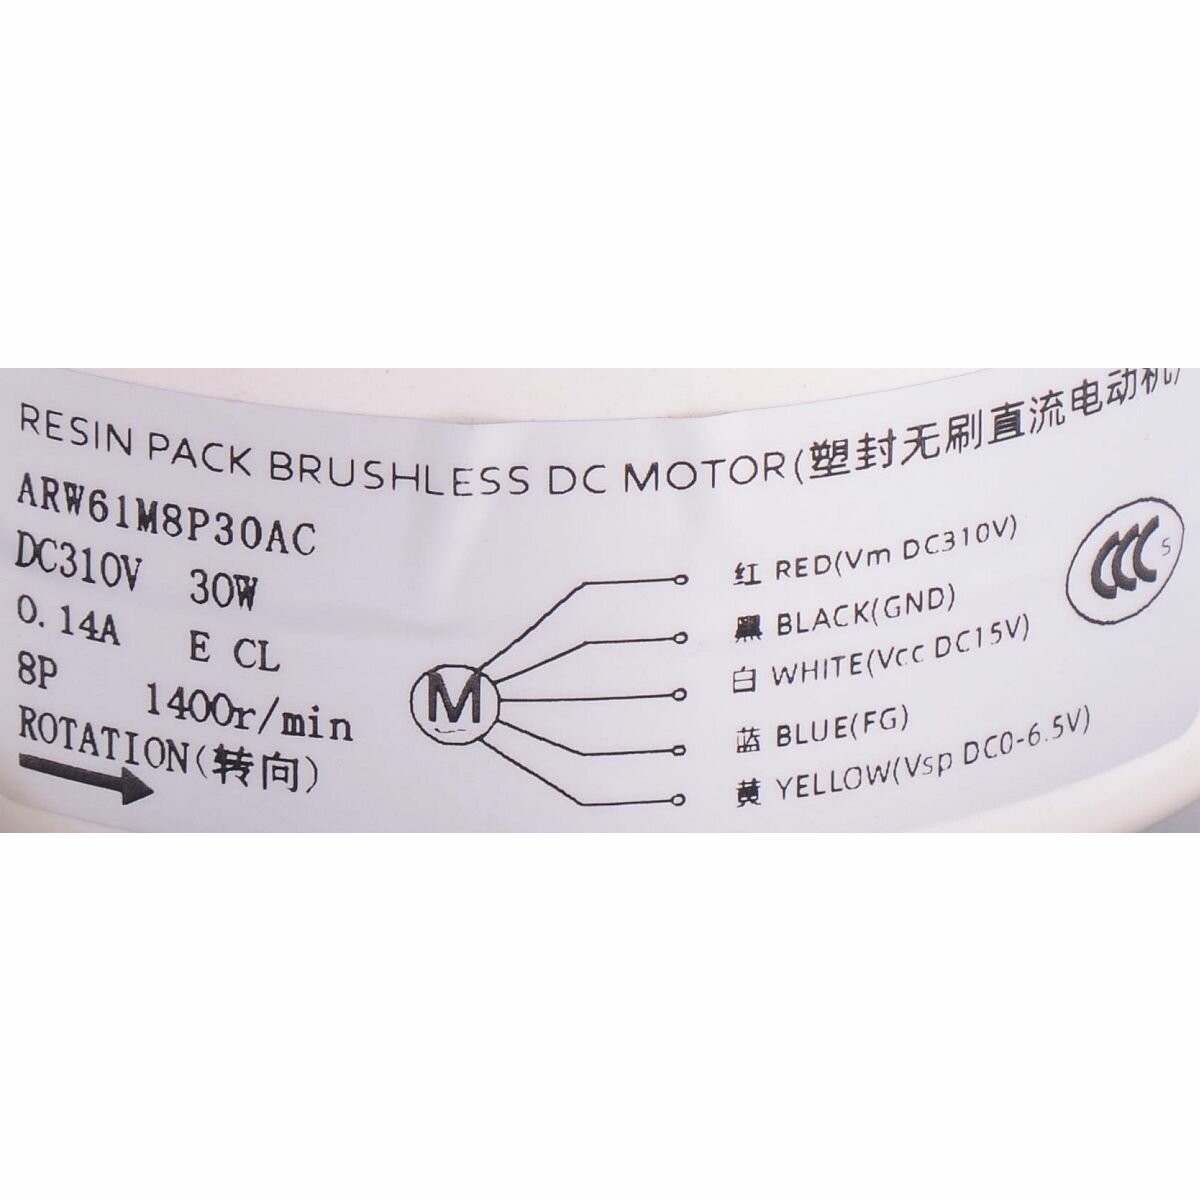 RESIN PACK BRUSHLESS DC MOTOR(塑封无刷直流电动机)
ARW61M8P30AC
DC310V 30W
0.14A E CL
8P 1400r/min
ROTATION(转向)
M
红 RED(Vm DC310V)
黑 BLACK(GND)
白 WHITE(Vcc DC15V)
蓝 BLUE(FG)
黄 YELLOW(Vsp DC0-6.5V)
CCC S